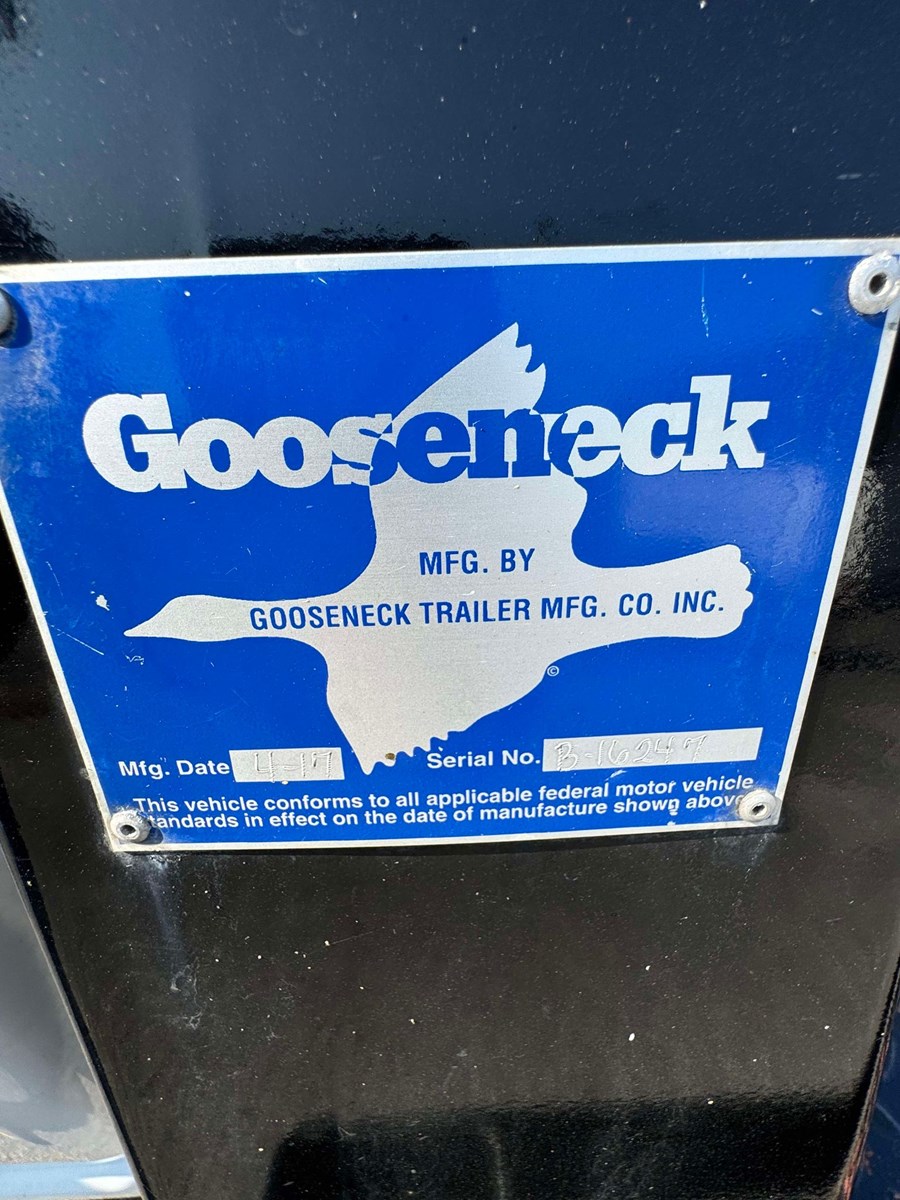 Gooseneck
MFG. BY
GOOSENECK TRAILER MFG. CO. INC.
©
Mfg. Date 4-17 Serial No. B-16247
This vehicle conforms to all applicable federal motor vehicle
standards in effect on the date of manufacture shown above.